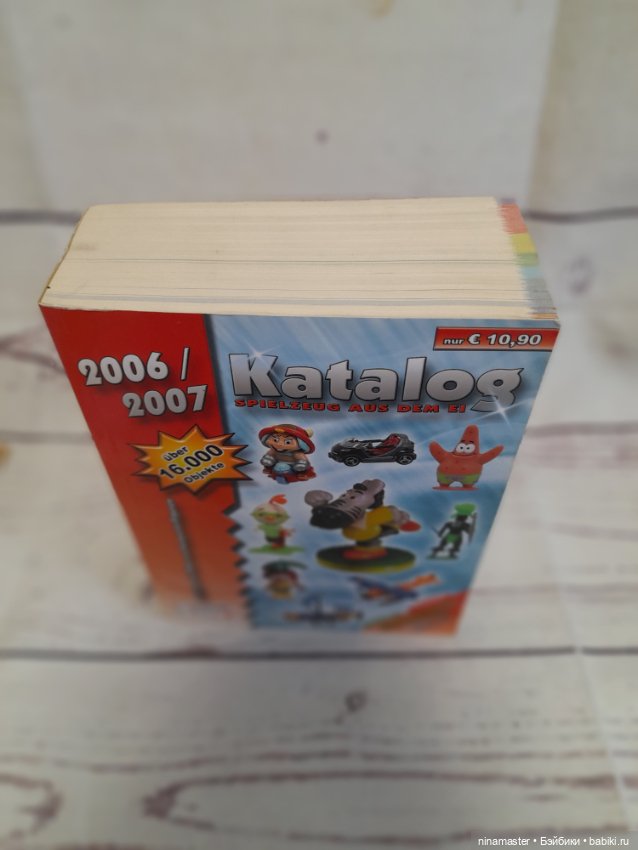 nur € 10,90
2006 /
2007
Katalog
SPIELZEUG AUS DEM EI
über
16.000
Objekte
ninamaster • Бэйбики • babiki.ru